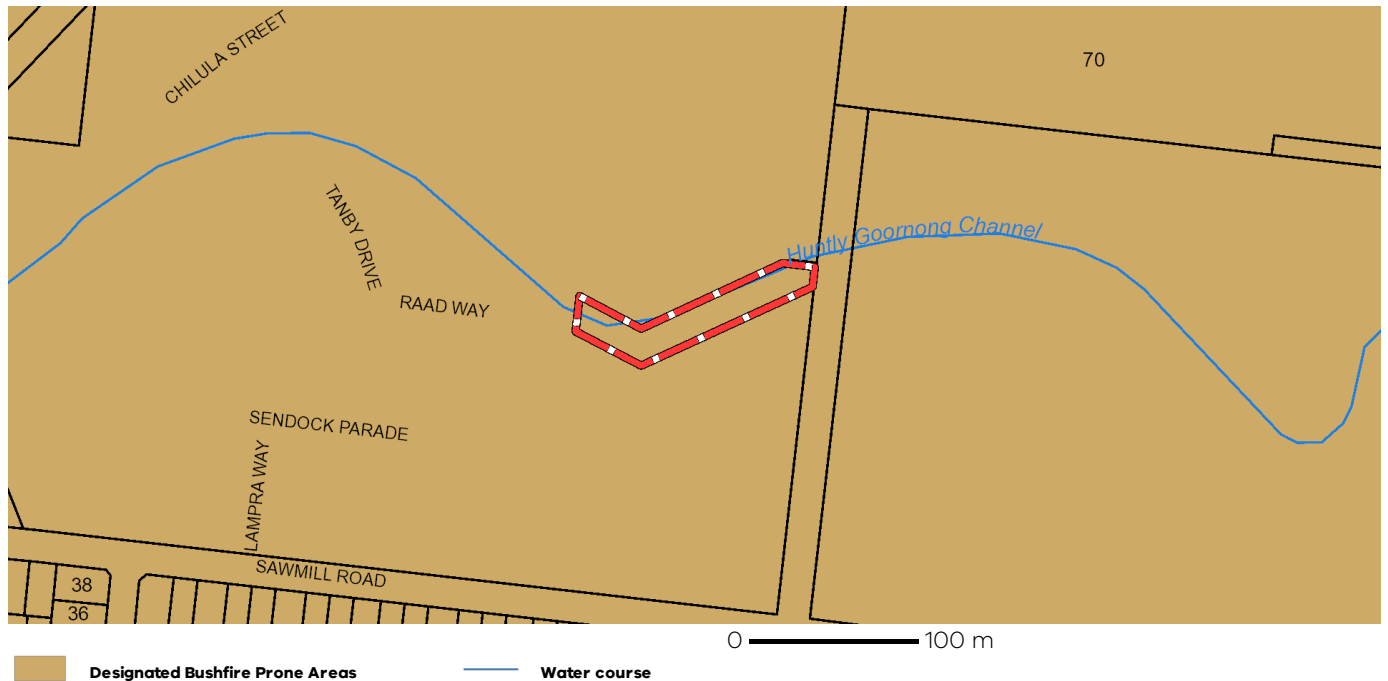 CHILULA STREET
70
TANBY DRIVE
Huntly Goornong Channel
RAAD WAY
SENDOCK PARADE
LAMPRA WAY
SAWMILL ROAD
38
36
0 100 m
Designated Bushfire Prone Areas Water course